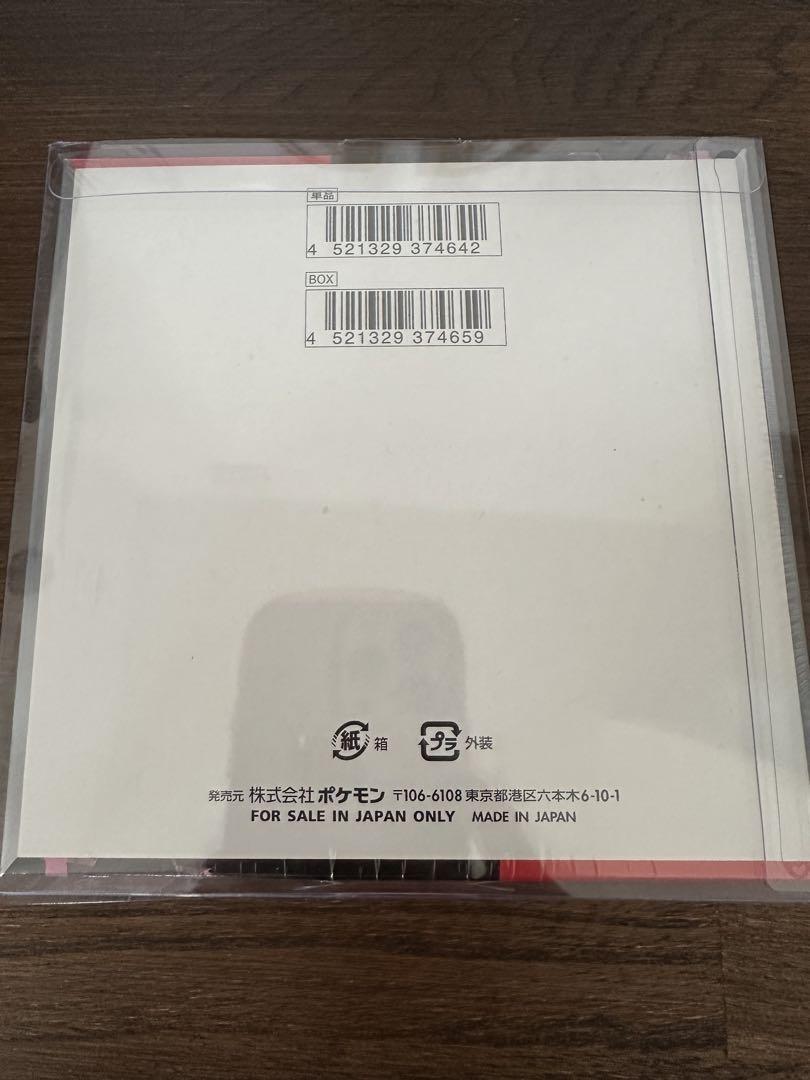 単品
4 521329 374642
BOX
4 521329 374659
紙 箱 プラ 外装
発売元 株式会社ポケモン 〒106-6108 東京都港区六本木6-10-1
FOR SALE IN JAPAN ONLY MADE IN JAPAN